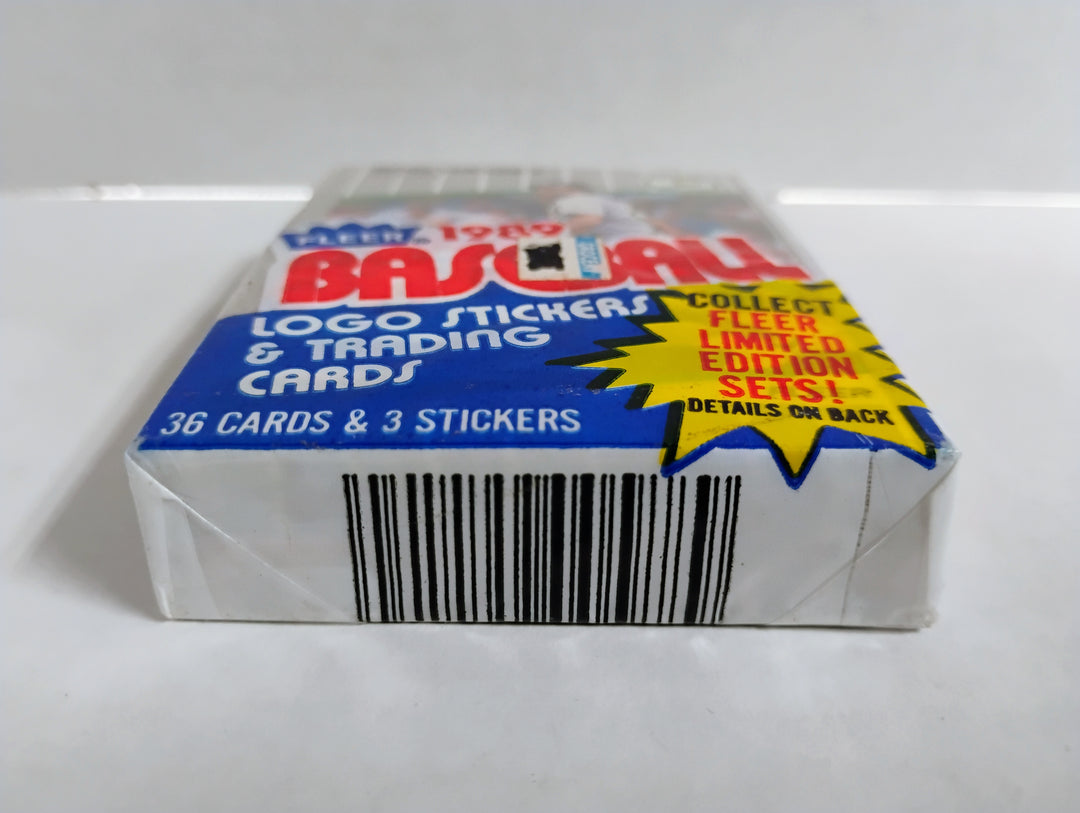 FLEER® 1989
BASEBALL
LOGO STICKERS
& TRADING
CARDS
36 CARDS & 3 STICKERS
COLLECT
FLEER
LIMITED
EDITION
SETS!
DETAILS ON BACK